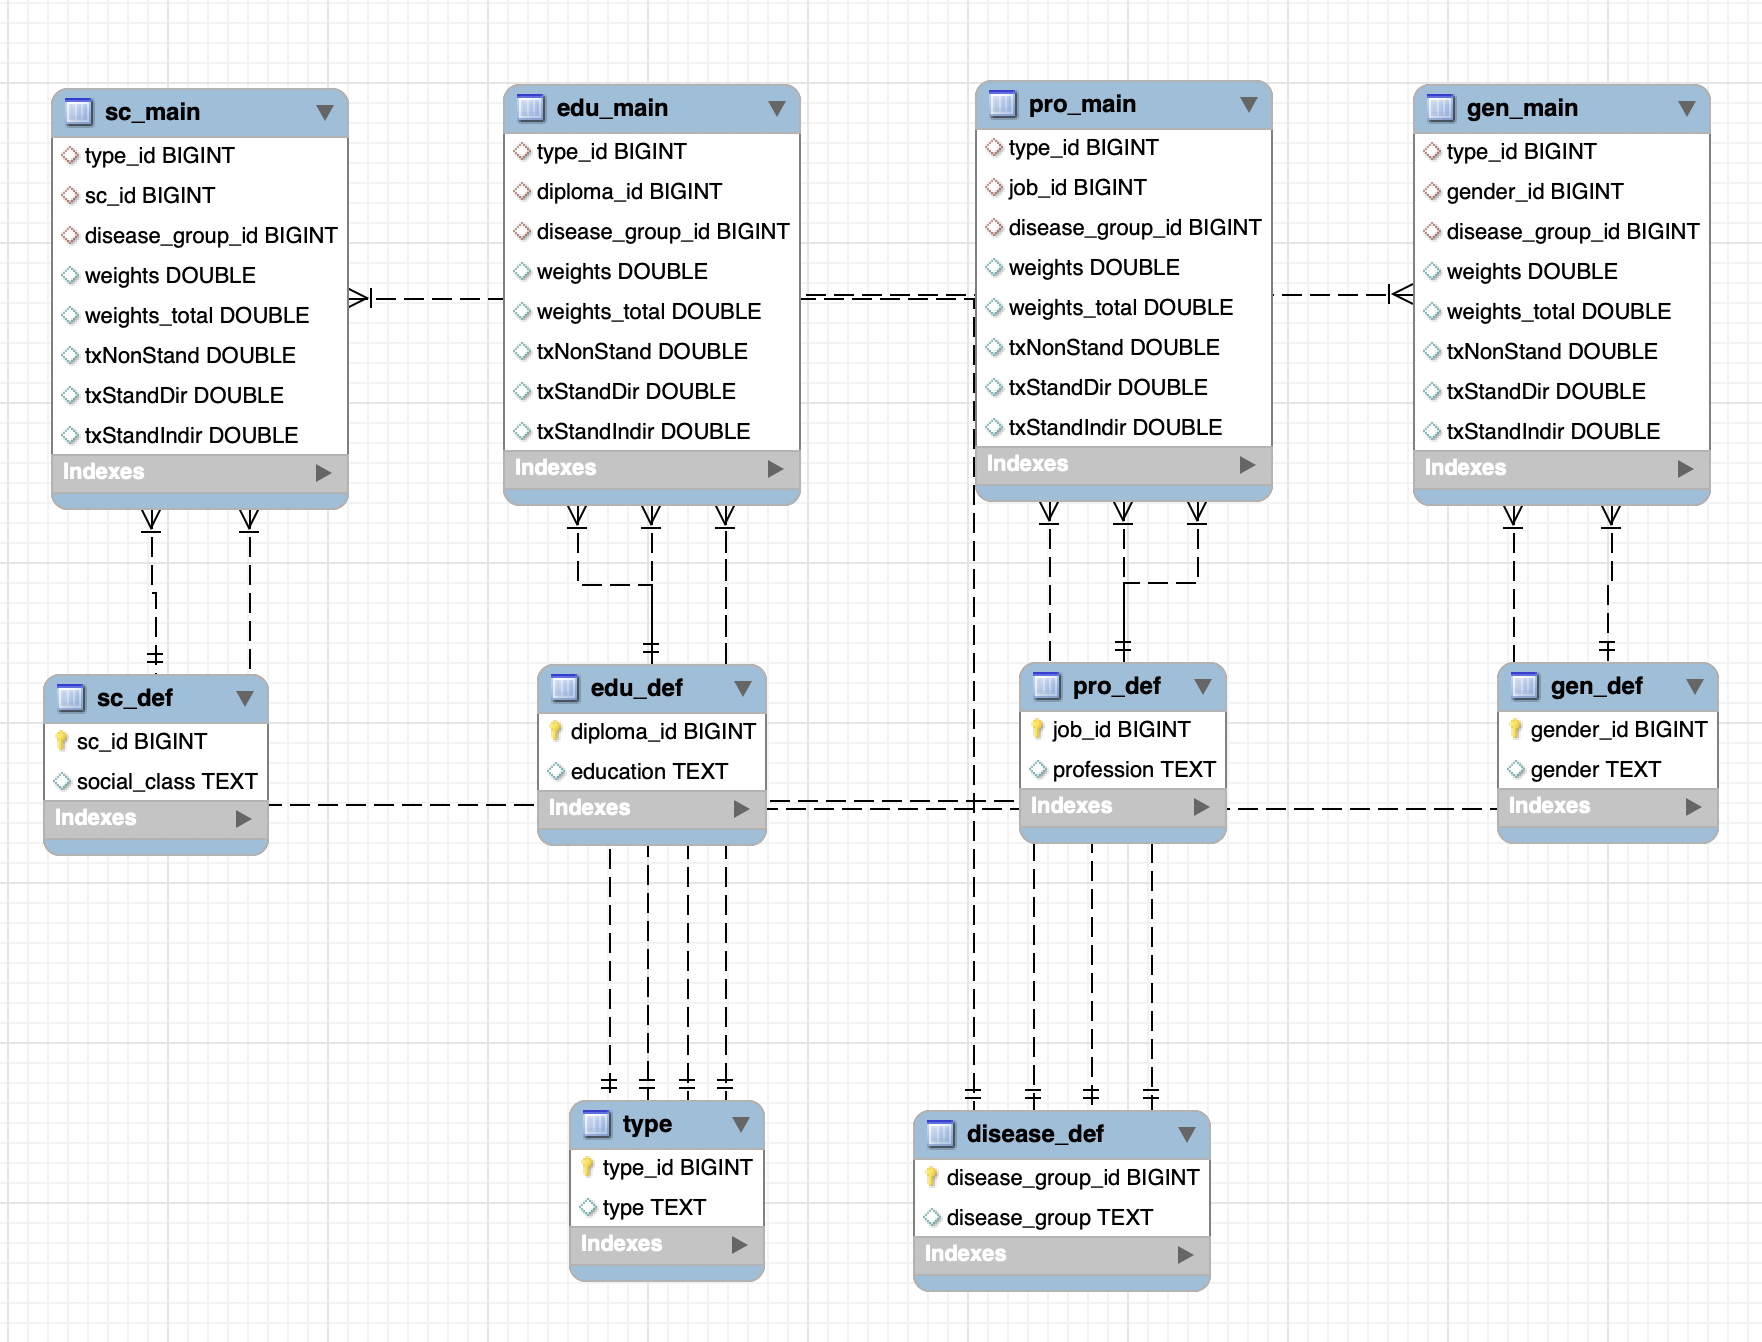 sc_main
type_id BIGINT
sc_id BIGINT
disease_group_id BIGINT
weights DOUBLE
weights_total DOUBLE
txNonStand DOUBLE
txStandDir DOUBLE
txStandIndir DOUBLE
Indexes
edu_main
type_id BIGINT
diploma_id BIGINT
disease_group_id BIGINT
weights DOUBLE
weights_total DOUBLE
txNonStand DOUBLE
txStandDir DOUBLE
txStandIndir DOUBLE
Indexes
pro_main
type_id BIGINT
job_id BIGINT
disease_group_id BIGINT
weights DOUBLE
weights_total DOUBLE
txNonStand DOUBLE
txStandDir DOUBLE
txStandIndir DOUBLE
Indexes
gen_main
type_id BIGINT
gender_id BIGINT
disease_group_id BIGINT
weights DOUBLE
weights_total DOUBLE
txNonStand DOUBLE
txStandDir DOUBLE
txStandIndir DOUBLE
Indexes
sc_def
sc_id BIGINT
social_class TEXT
Indexes
edu_def
diploma_id BIGINT
education TEXT
Indexes
pro_def
job_id BIGINT
profession TEXT
Indexes
gen_def
gender_id BIGINT
gender TEXT
Indexes
type
type_id BIGINT
type TEXT
Indexes
disease_def
disease_group_id BIGINT
disease_group TEXT
Indexes